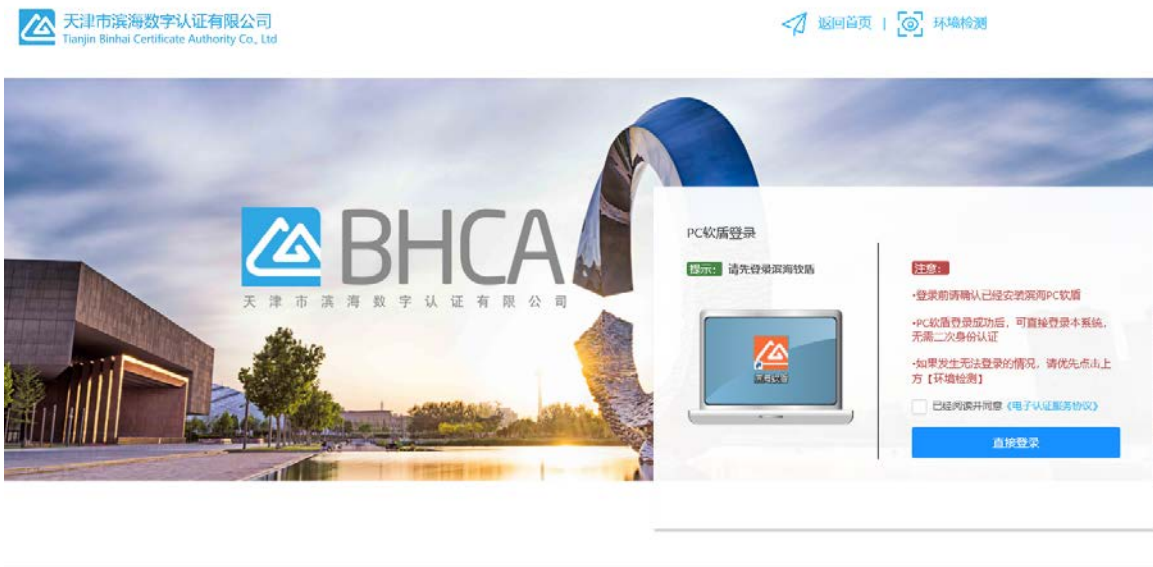 天津市滨海数字认证有限公司
Tianjin Binhai Certificate Authority Co., Ltd
返回首页 | 环境检测
BHCA
天津市滨海数字认证有限公司
PC软盾登录
提示: 请先登录滨海软盾
滨海软盾
注意:
•登录前请确认已经安装滨海PC软盾
•PC软盾登录成功后，可直接登录本系统，
无需二次身份认证
•如果发生无法登录的情况，请优先点击上
方【环境检测】
已经阅读并同意《电子认证服务协议》
直接登录